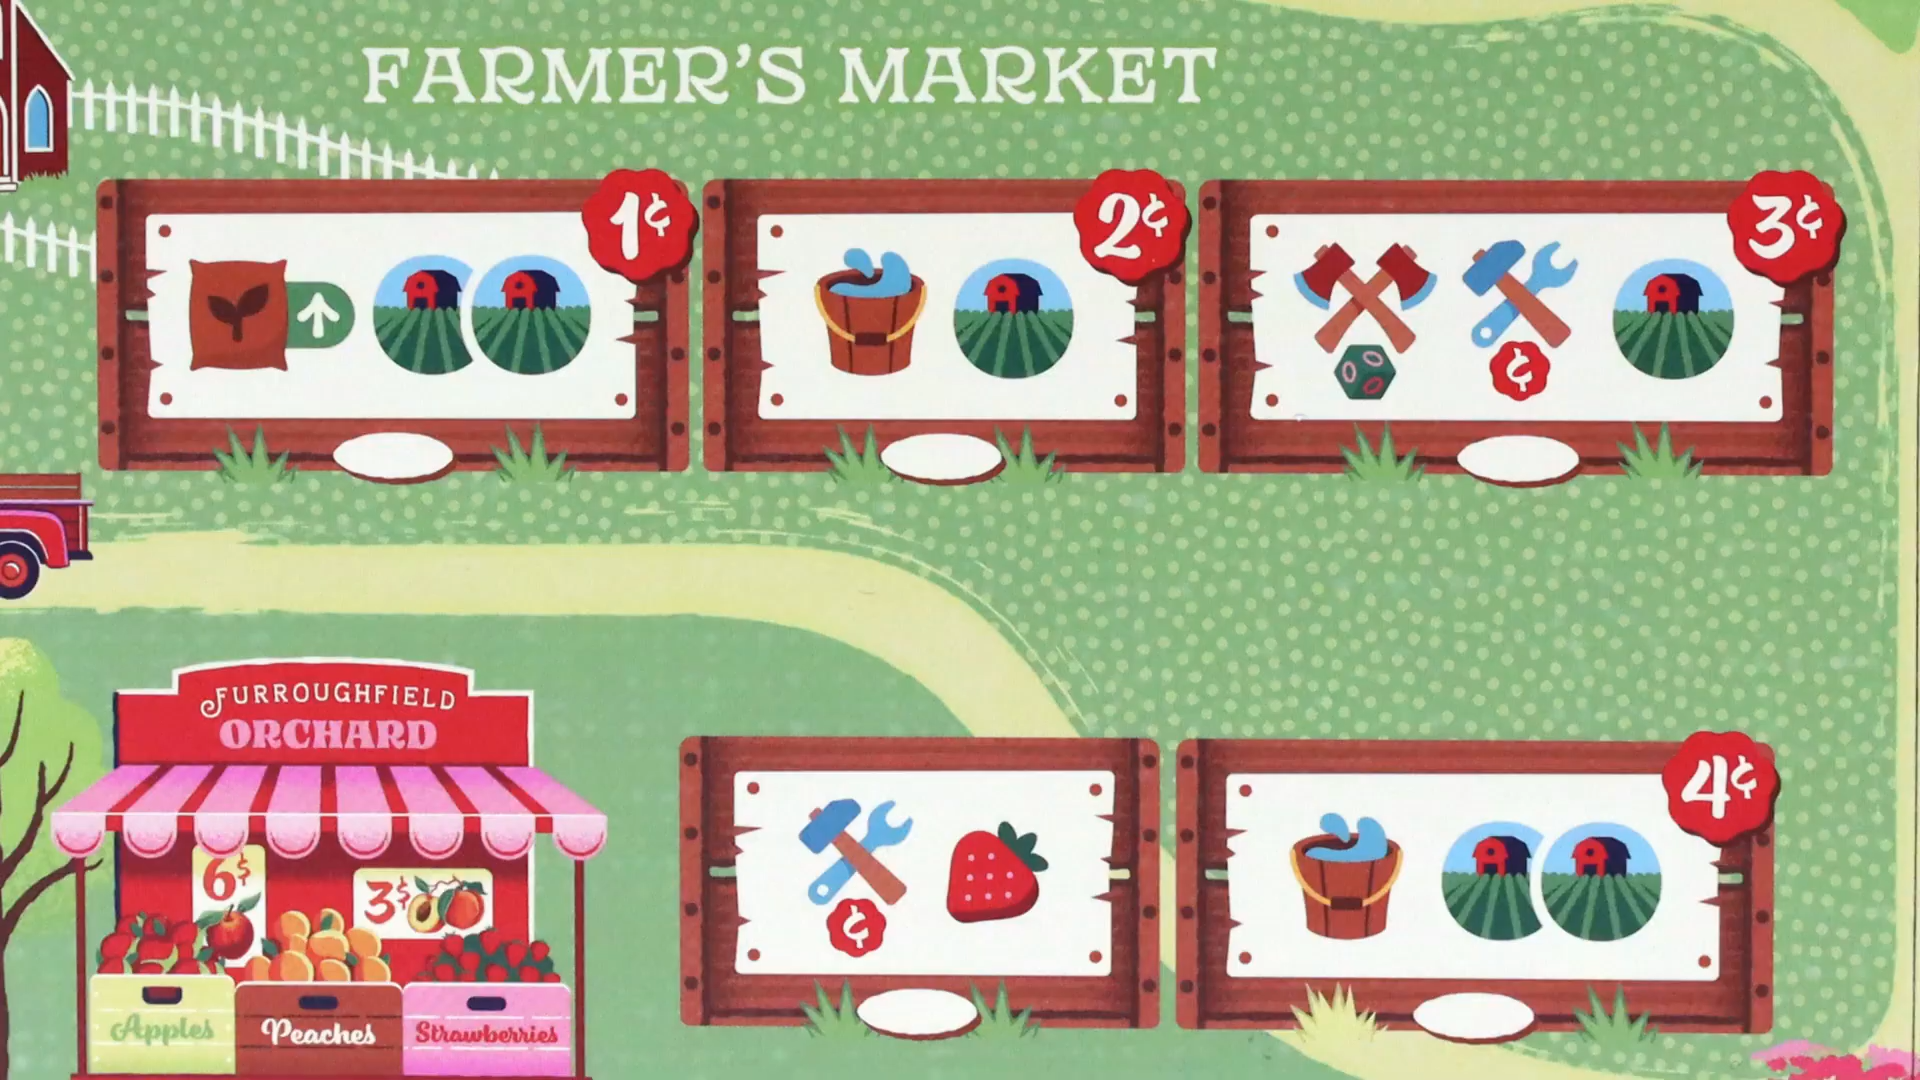 FARMER'S MARKET
1¢
2¢
3¢
¢
FURROUGHFIELD
ORCHARD
6¢
3¢
Apples
Peaches
Strawberries
¢
4¢